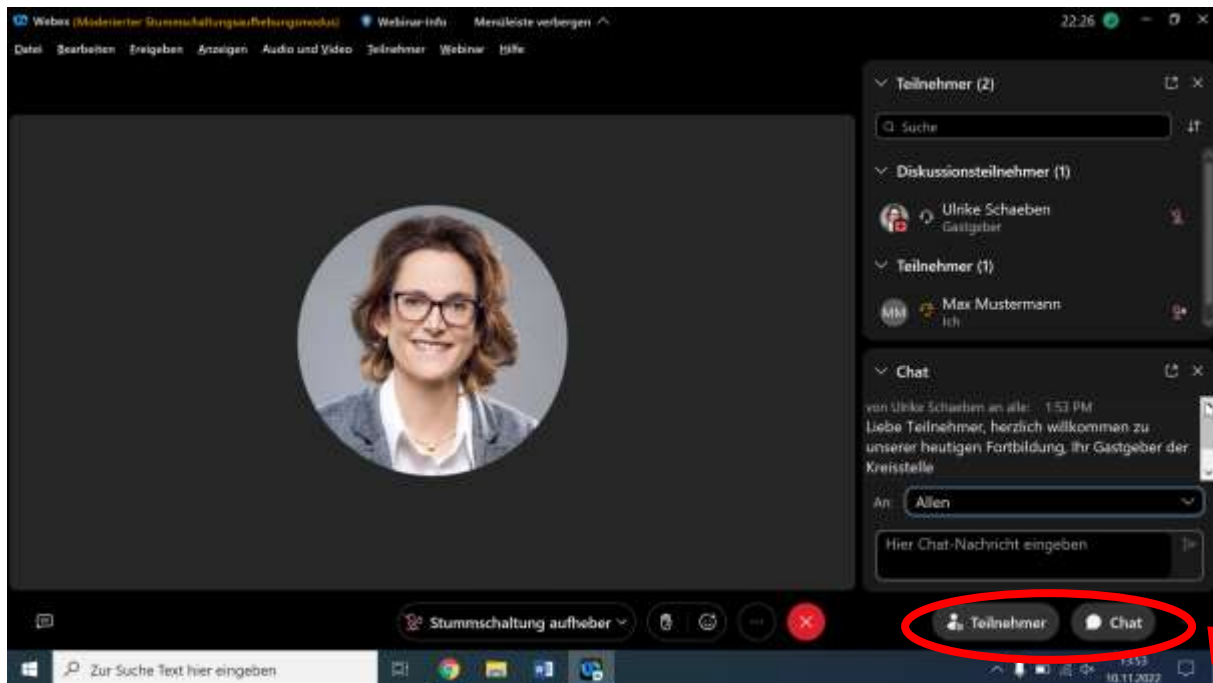 Webex (Moderierter Stummschaltungsaufhebungsmodus) Webinar-Info Menüleiste verbergen 22:26
Datei Bearbeiten Freigeben Anzeigen Audio und Video Teilnehmer Webinar Hilfe
Teilnehmer (2)
Suche
Diskussionsteilnehmer (1)
Ulrike Schaeben
Gastgeber
Teilnehmer (1)
MM Max Mustermann
Ich
Chat
von Ulrike Schaeben an alle: 1:53 PM
Liebe Teilnehmer, herzlich willkommen zu
unserer heutigen Fortbildung, Ihr Gastgeber der
Kreisstelle
An: Allen
Hier Chat-Nachricht eingeben
Stummschaltung aufheber Teilnehmer Chat
Zur Suche Text hier eingeben 13:53
10.11.2022